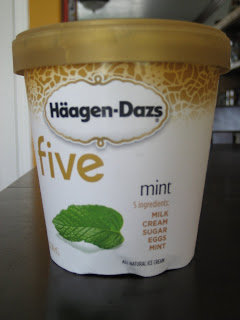 Häagen-Dazs
five
mint
5 ingredients:
MILK
CREAM
SUGAR
EGGS
MINT
ALL NATURAL ICE CREAM